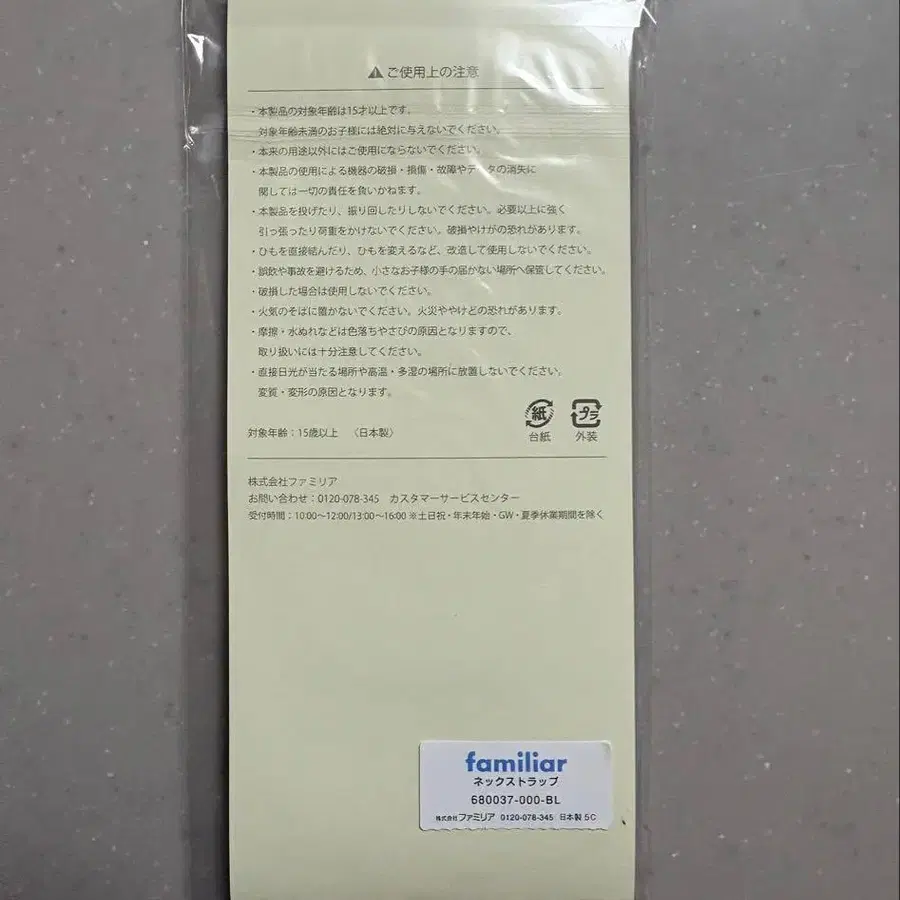 ⚠ご使用上の注意
・本製品の対象年齢は15才以上です。
対象年齢未満のお子様には絶対に与えないでください。
・本来の用途以外にはご使用にならないでください。
・本製品の使用による機器の破損・損傷・故障やデータの消失に
関しては一切の責任を負いかねます。
・本製品を投げたり、振り回したりしないでください。必要以上に強く
引っ張ったり荷重をかけないでください。破損やけがの恐れがあります。
・ひもを直接結んだり、ひもを変えるなど、改造して使用しないでください。
・誤飲や事故を避けるため、小さなお子様の手の届かない場所へ保管してください。
・破損した場合は使用しないでください。
・火気のそばに置かないでください。火災ややけどの恐れがあります。
・摩擦・水ぬれなどは色落ちやさびの原因となりますので、
取り扱いには十分注意してください。
・直接日光が当たる場所や高温・多湿の場所に放置しないでください。
変質・変形の原因となります。
対象年齢：15歳以上 〈日本製〉
紙 プラ
台紙 外装
株式会社ファミリア
お問い合わせ：0120-078-345 カスタマーサービスセンター
受付時間：10:00〜12:00/13:00〜16:00 ※土日祝・年末年始・GW・夏季休業期間を除く
familiar
ネックストラップ
680037-000-BL
株式会社ファミリア 0120-078-345 日本製 5C